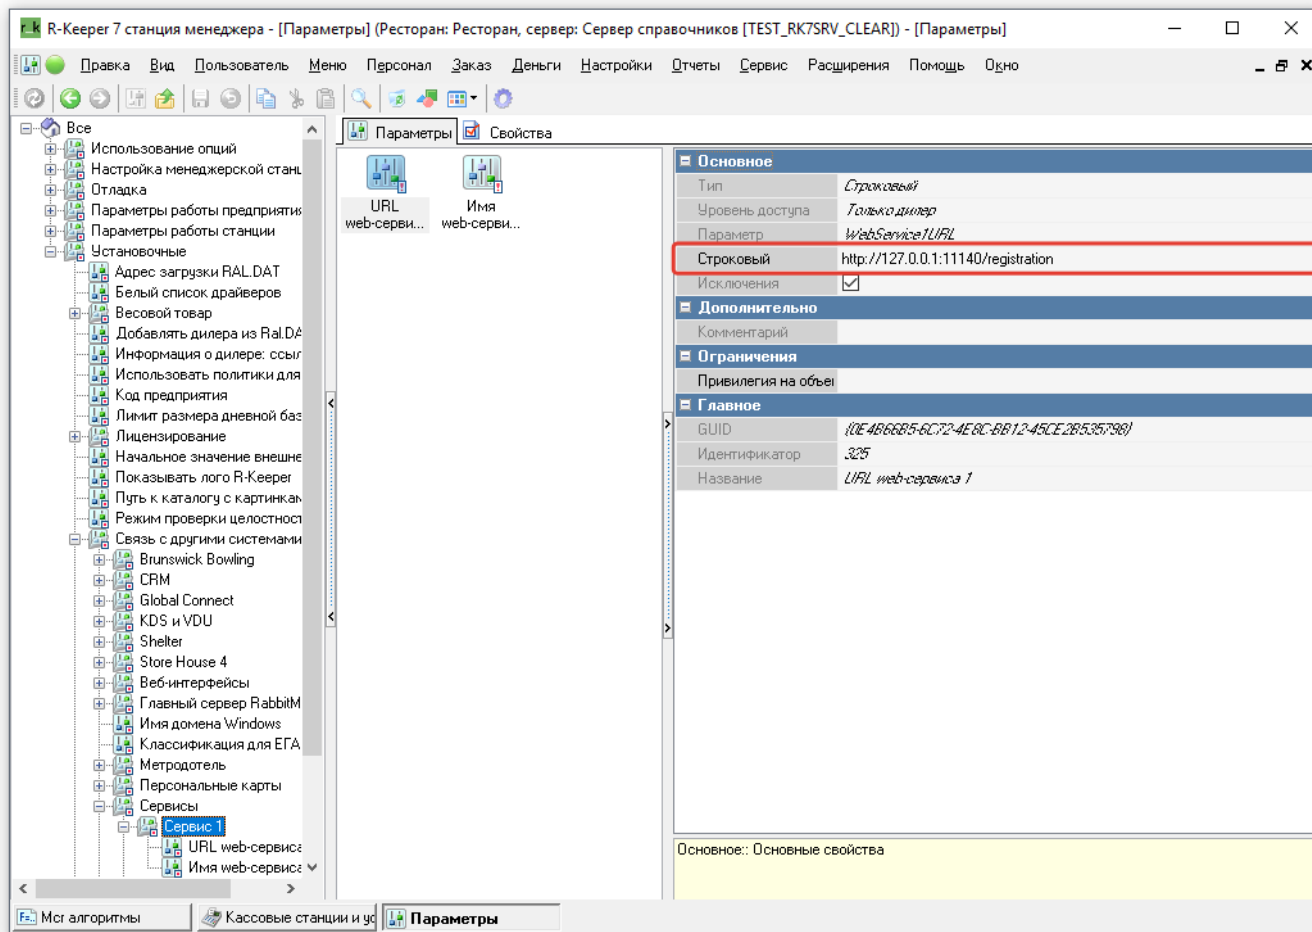 R-Keeper 7 станция менеджера - [Параметры] (Ресторан: Ресторан, сервер: Сервер справочников [TEST_RK7SRV_CLEAR]) - [Параметры]
Правка Вид Пользователь Меню Персонал Заказ Деньги Настройки Отчеты Сервис Расширения Помощь Окно
Все
Использование опций
Настройка менеджерской станц
Отладка
Параметры работы предприятия
Параметры работы станции
Установочные
Адрес загрузки RAL.DAT
Белый список драйверов
Весовой товар
Добавлять дилера из Ral.DA
Информация о дилере: ссыл
Использовать политики для
Код предприятия
Лимит размера дневной баз
Лицензирование
Начальное значение внешне
Показывать лого R-Keeper
Путь к каталогу с картинкам
Режим проверки целостност
Связь с другими системами
Brunswick Bowling
CRM
Global Connect
KDS и VDU
Shelter
Store House 4
Веб-интерфейсы
Главный сервер RabbitM
Имя домена Windows
Классификация для ЕГА
Метродотель
Персональные карты
Сервисы
Сервис 1
URL web-сервиса
Имя web-сервиса
Параметры Свойства
URL web-серви...
Имя web-серви...
Основное
Тип Строковый
Уровень доступа Только дилер
Параметр WebService1URL
Строковый http://127.0.0.1:11140/registration
Исключения
Дополнительно
Комментарий
Ограничения
Привилегия на объек
Главное
GUID {0E4B66B5-6C72-4E8C-BB12-45CE2B535798}
Идентификатор 325
Название URL web-сервиса 1
Основное:: Основные свойства
Mcr алгоритмы Кассовые станции и ус Параметры